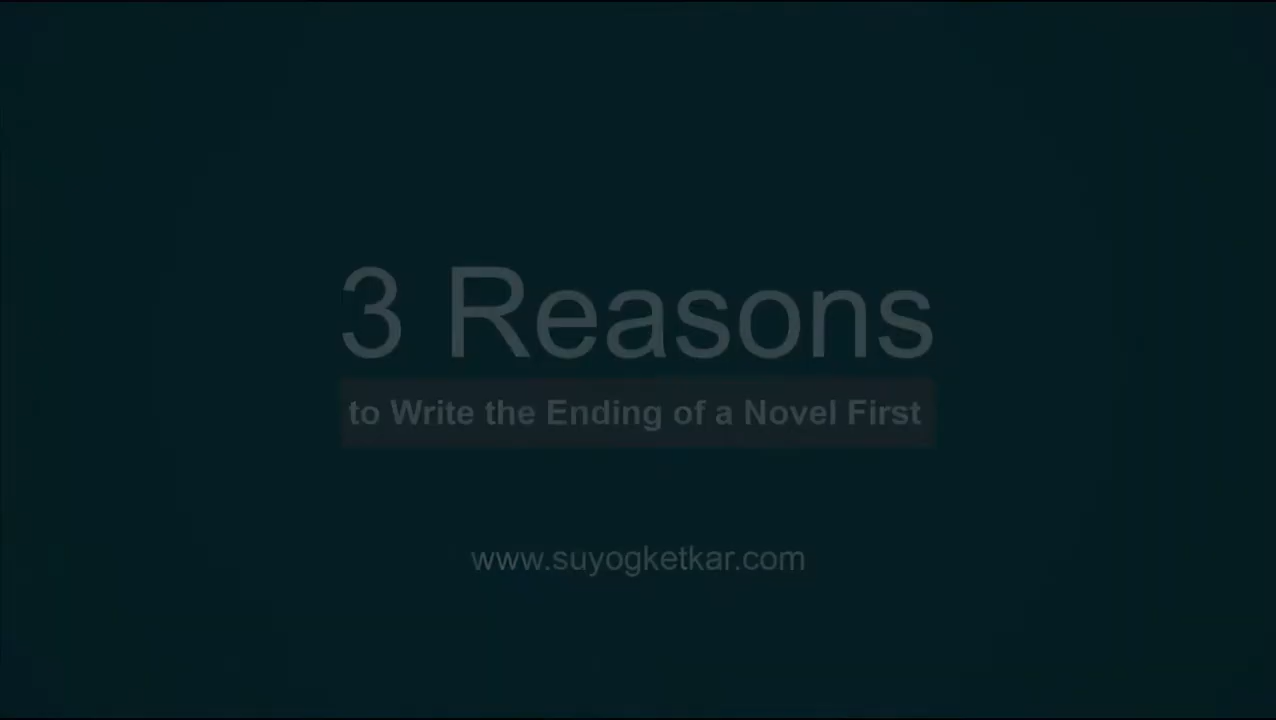 3 Reasons
to Write the Ending of a Novel First
www.suyogketkar.com